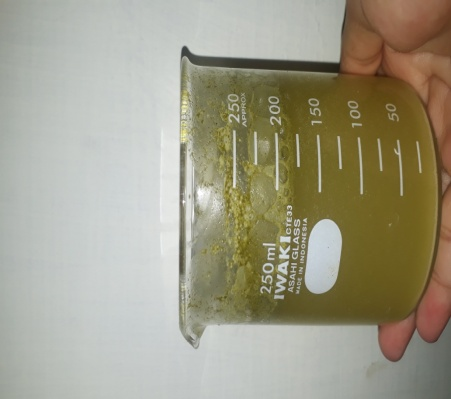 250
APPROX
200
150
100
50
250ml
IWAKI CTE33
ASAHI GLASS
MADE IN INDONESIA